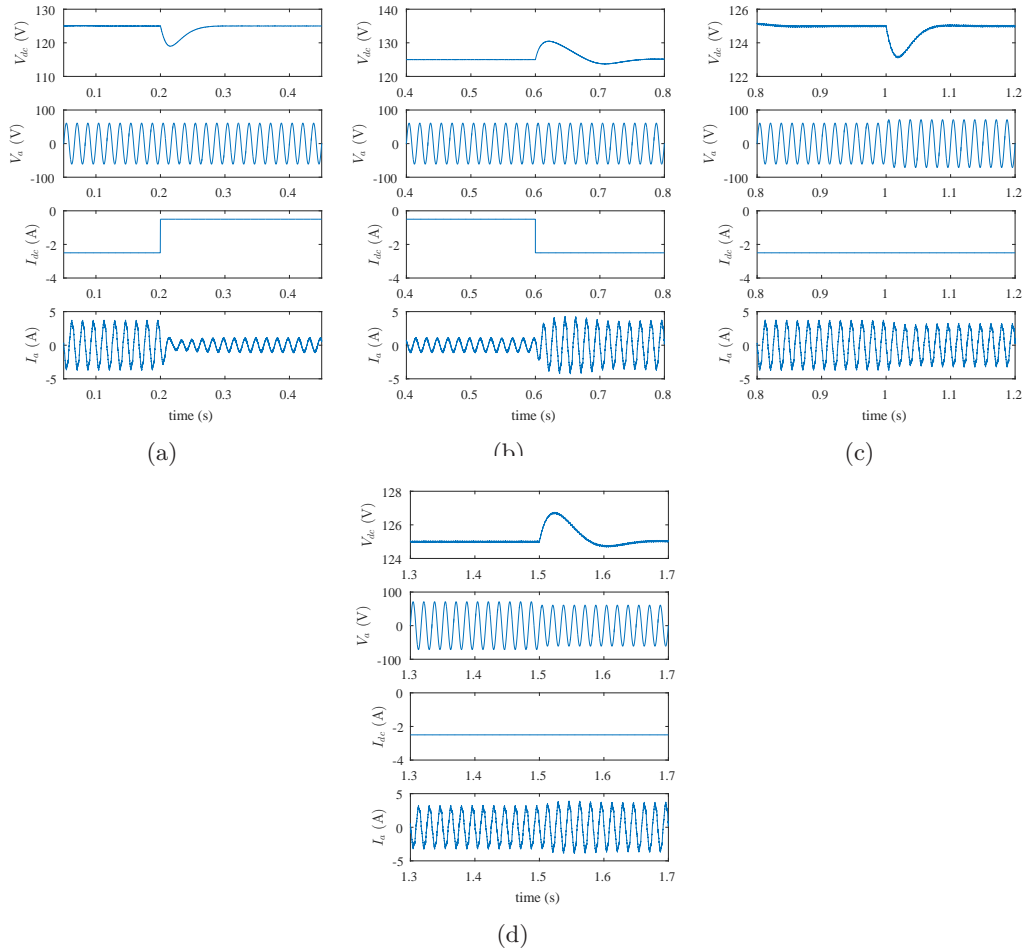 V_dc (V)
130
120
110
0.1 0.2 0.3 0.4
V_a (V)
100
0
-100
0.1 0.2 0.3 0.4
I_dc (A)
0
-2
-4
0.1 0.2 0.3 0.4
I_a (A)
5
0
-5
0.1 0.2 0.3 0.4
time (s)
(a)
V_dc (V)
140
130
120
0.4 0.5 0.6 0.7 0.8
V_a (V)
100
0
-100
0.4 0.5 0.6 0.7 0.8
I_dc (A)
0
-2
-4
0.4 0.5 0.6 0.7 0.8
I_a (A)
5
0
-5
0.4 0.5 0.6 0.7 0.8
time (s)
(b)
V_dc (V)
126
124
122
0.8 0.9 1 1.1 1.2
V_a (V)
100
0
-100
0.8 0.9 1 1.1 1.2
I_dc (A)
0
-2
-4
0.8 0.9 1 1.1 1.2
I_a (A)
5
0
-5
0.8 0.9 1 1.1 1.2
time (s)
(c)
V_dc (V)
128
126
124
1.3 1.4 1.5 1.6 1.7
V_a (V)
100
0
-100
1.3 1.4 1.5 1.6 1.7
I_dc (A)
0
-2
-4
1.3 1.4 1.5 1.6 1.7
I_a (A)
5
0
-5
1.3 1.4 1.5 1.6 1.7
time (s)
(d)